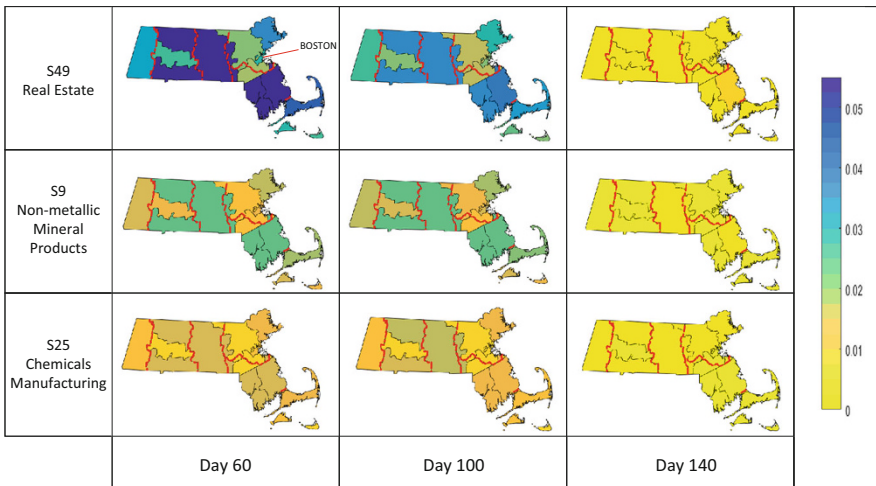 S49
Real Estate
BOSTON
S9
Non-metallic
Mineral
Products
S25
Chemicals
Manufacturing
Day 60
Day 100
Day 140
0.05
0.04
0.03
0.02
0.01
0